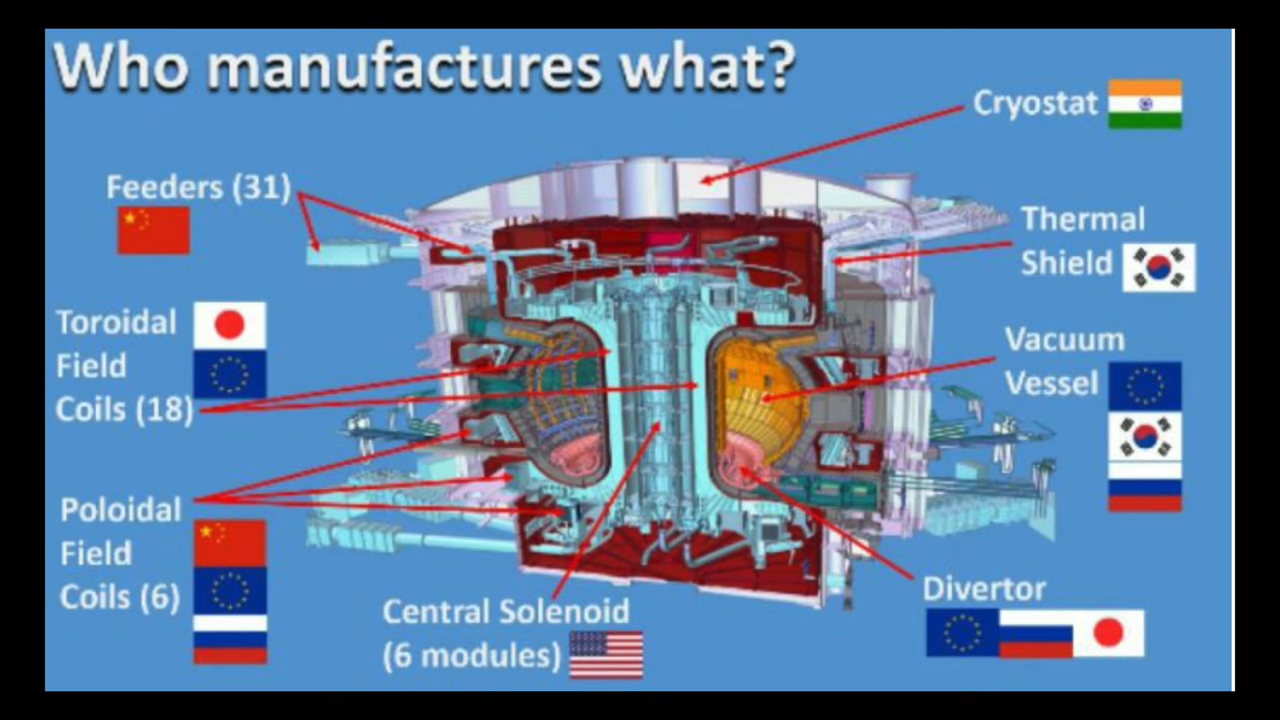 Who manufactures what?
Cryostat
Feeders (31)
Thermal
Shield
Toroidal
Field
Coils (18)
Vacuum
Vessel
Poloidal
Field
Coils (6)
Central Solenoid
(6 modules)
Divertor